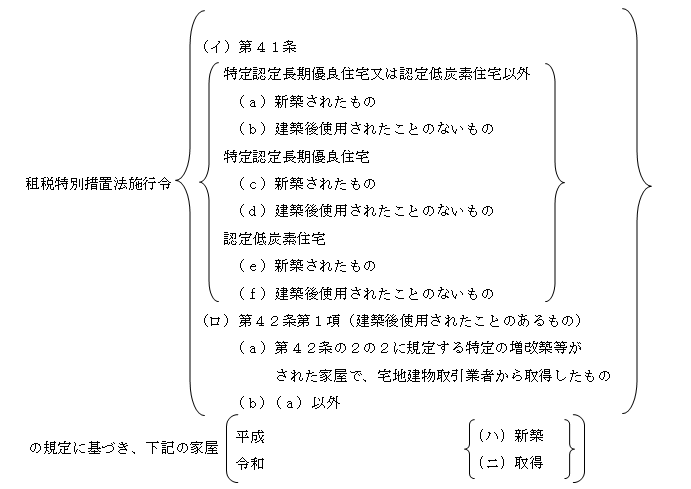 （イ）第４１条
特定認定長期優良住宅又は認定低炭素住宅以外
（ａ）新築されたもの
（ｂ）建築後使用されたことのないもの
特定認定長期優良住宅
租税特別措置法施行令
（ｃ）新築されたもの
（ｄ）建築後使用されたことのないもの
認定低炭素住宅
（ｅ）新築されたもの
（ｆ）建築後使用されたことのないもの
（ロ）第４２条第１項（建築後使用されたことのあるもの）
（ａ）第４２条の２の２に規定する特定の増改築等が
された家屋で、宅地建物取引業者から取得したもの
（ｂ）（ａ）以外
の規定に基づき、下記の家屋
平成　（ハ）新築
令和　（ニ）取得